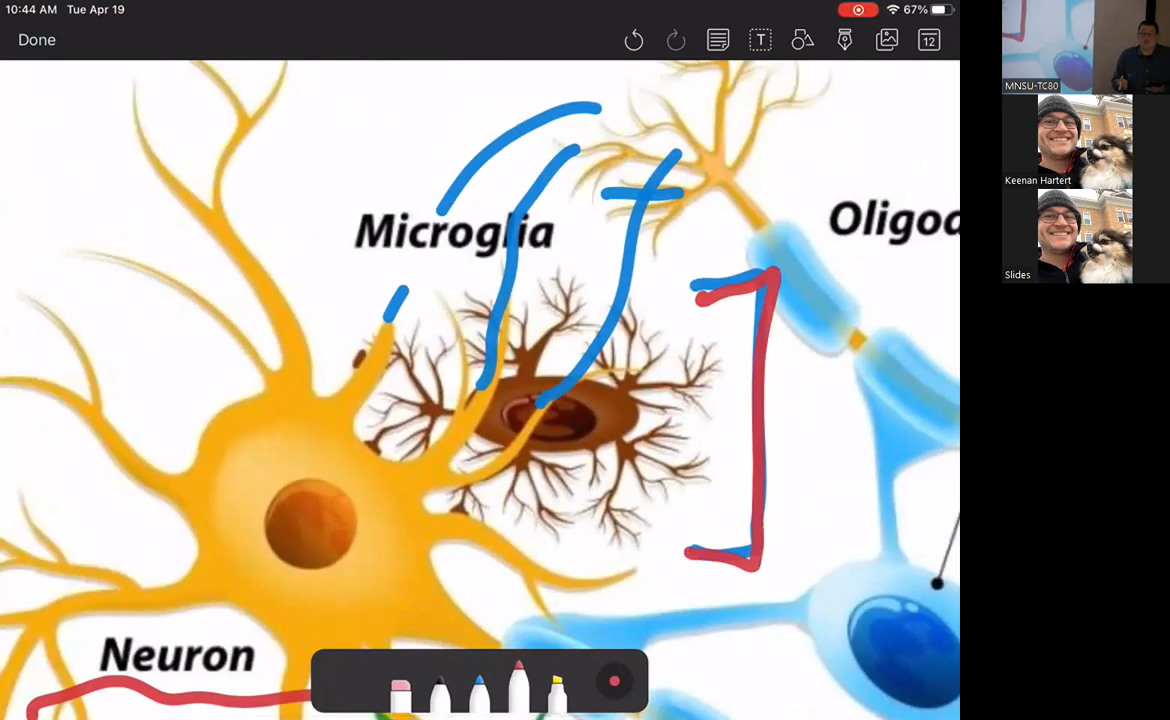 10:44 AM Tue Apr 19
67%
Done
T
12
Microglia
Oligod
Neuron
MNSU-TC80
Keenan Hartert
Slides